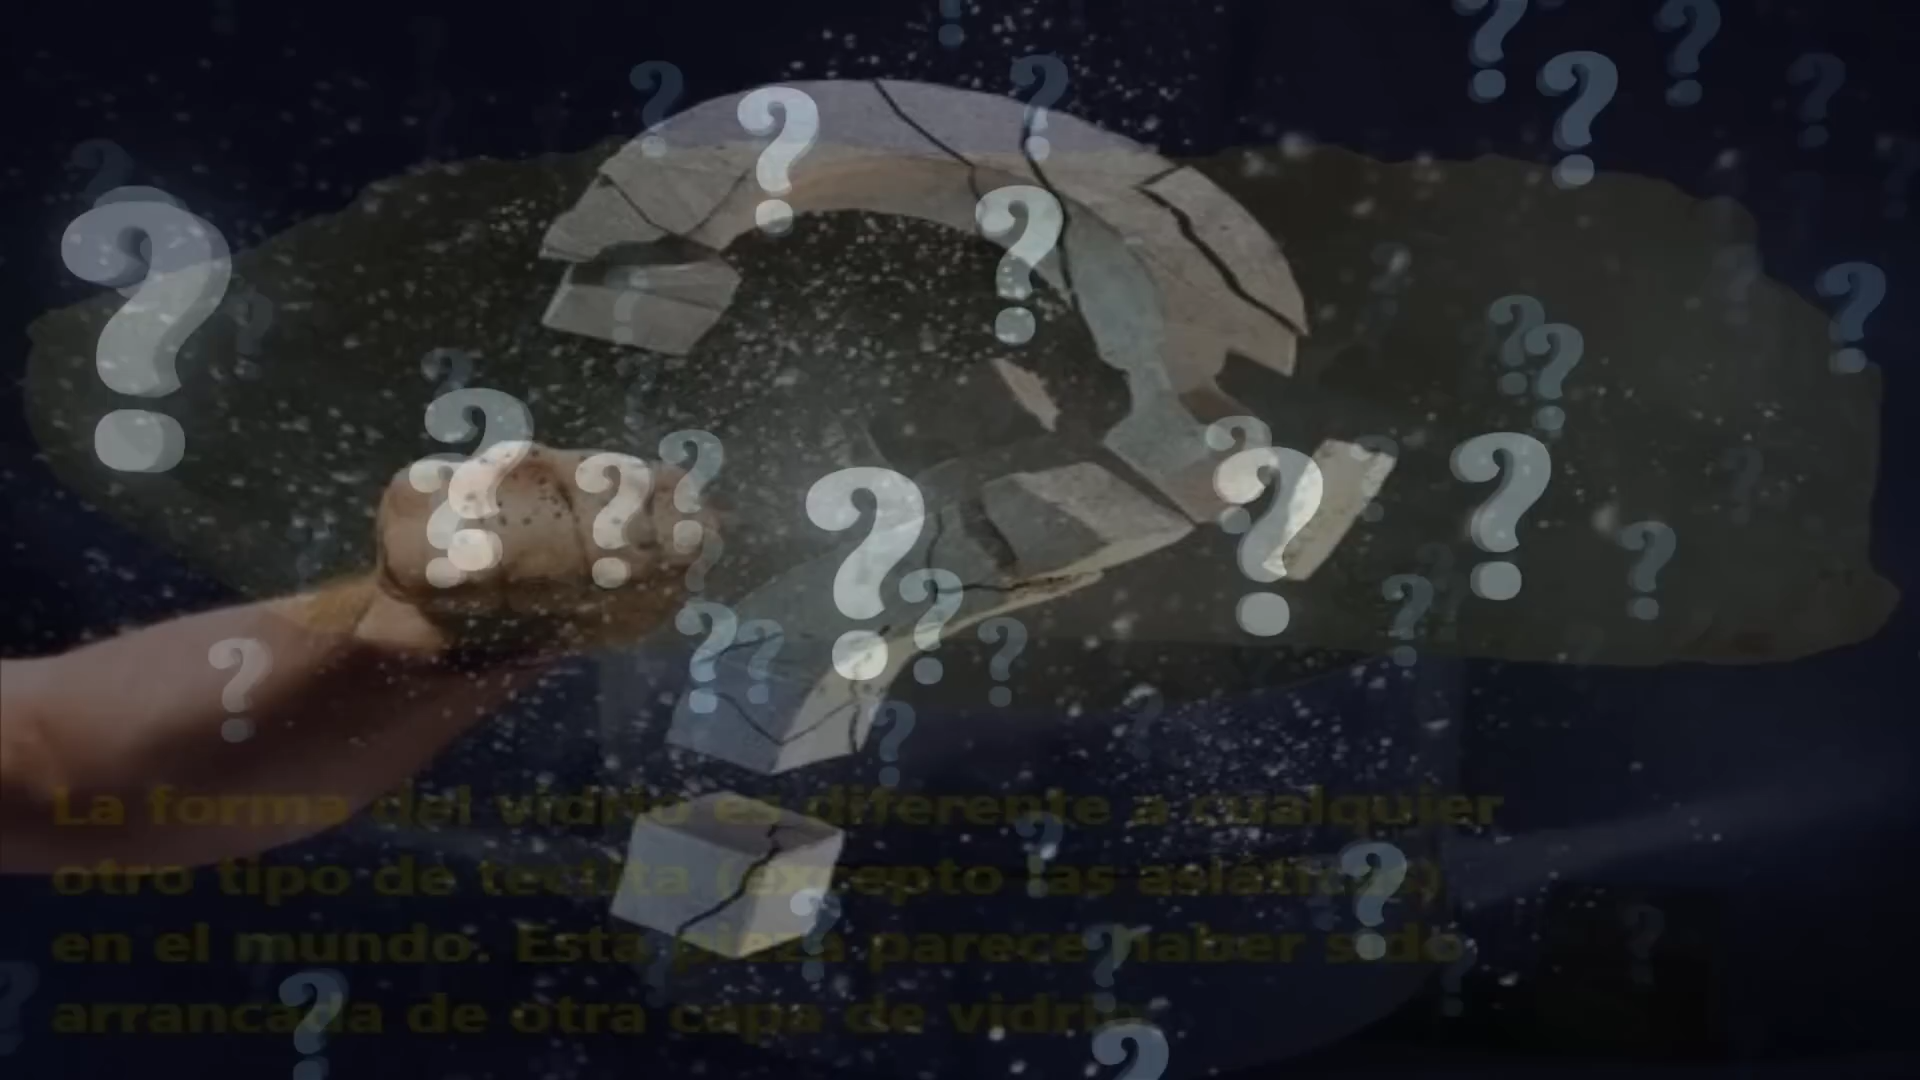 La forma del vidrio es diferente a cualquier
otro tipo de tectita (excepto las asiáticas)
en el mundo. Esta pieza parece haber sido
arrancada de otra capa de vidrio